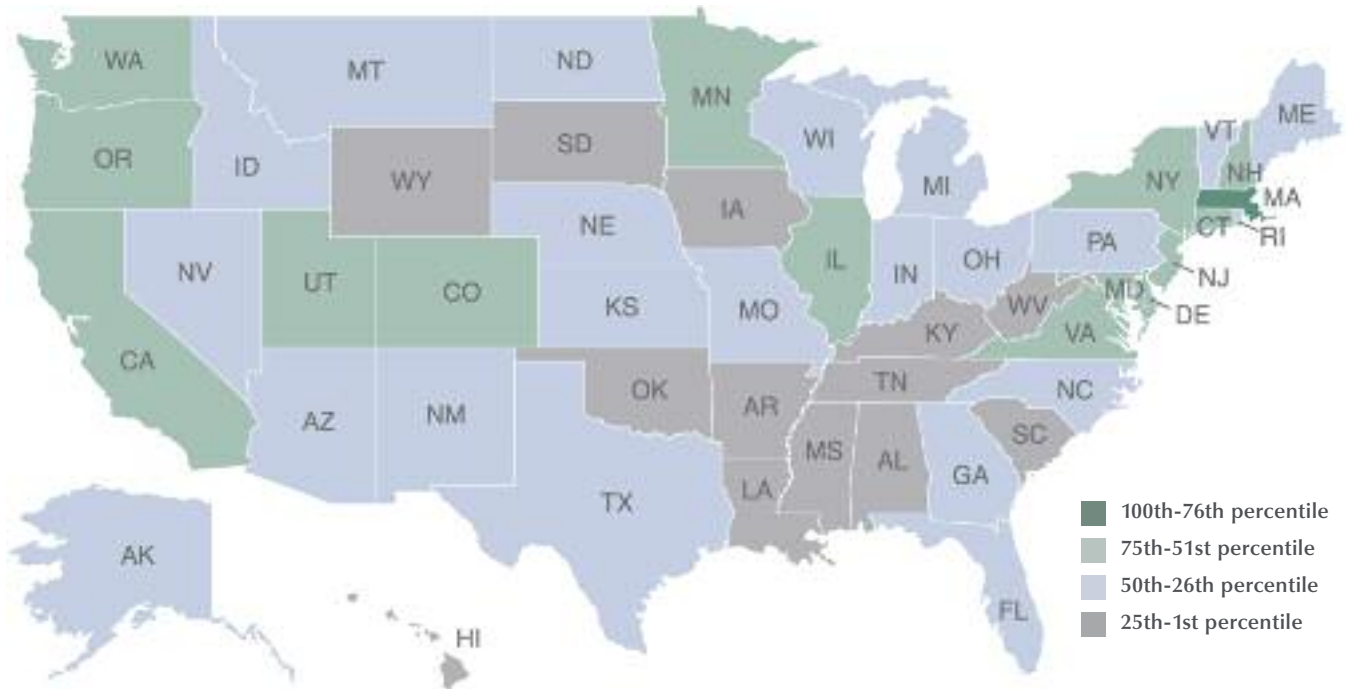 WA
MT
ND
MN
ME
VT
WI
OR
ID
SD
NH
NY
WY
MI
MA
IA
CT
RI
NE
PA
NV
UT
CO
IL
IN
OH
NJ
MD
DE
KS
MO
WV
KY
VA
CA
TN
NC
OK
AR
AZ
NM
SC
MS
AL
GA
LA
TX
100th-76th percentile
75th-51st percentile
AK
50th-26th percentile
FL
25th-1st percentile
HI